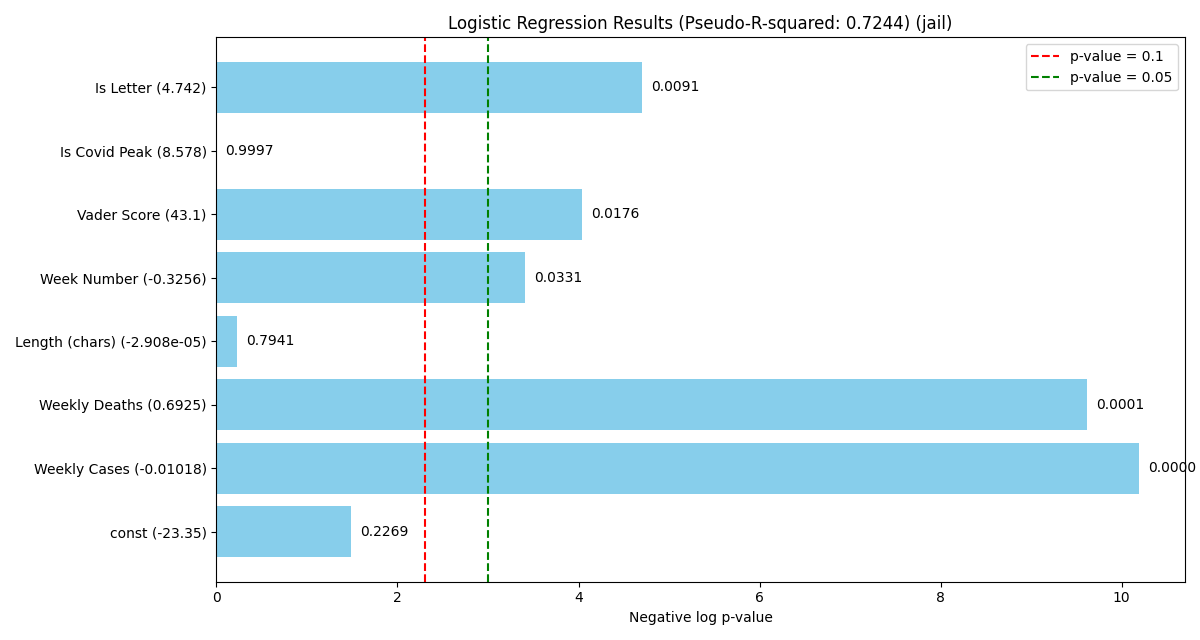 Logistic Regression Results (Pseudo-R-squared: 0.7244) (jail)
p-value = 0.1
p-value = 0.05
Is Letter (4.742)
0.0091
Is Covid Peak (8.578)
0.9997
Vader Score (43.1)
0.0176
Week Number (-0.3256)
0.0331
Length (chars) (-2.908e-05)
0.7941
Weekly Deaths (0.6925)
0.0001
Weekly Cases (-0.01018)
0.0000
const (-23.35)
0.2269
0 2 4 6 8 10
Negative log p-value